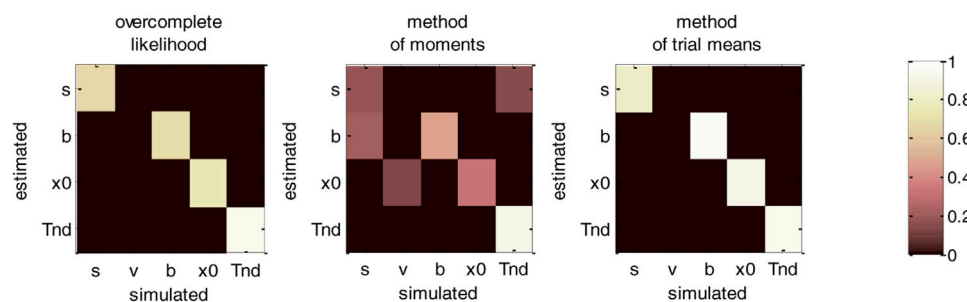 overcomplete
likelihood
method
of moments
method
of trial means
estimated
s
b
x0
Tnd
s v b x0 Tnd
simulated
estimated
s
b
x0
Tnd
s v b x0 Tnd
simulated
estimated
s
b
x0
Tnd
s v b x0 Tnd
simulated
1
0.8
0.6
0.4
0.2
0